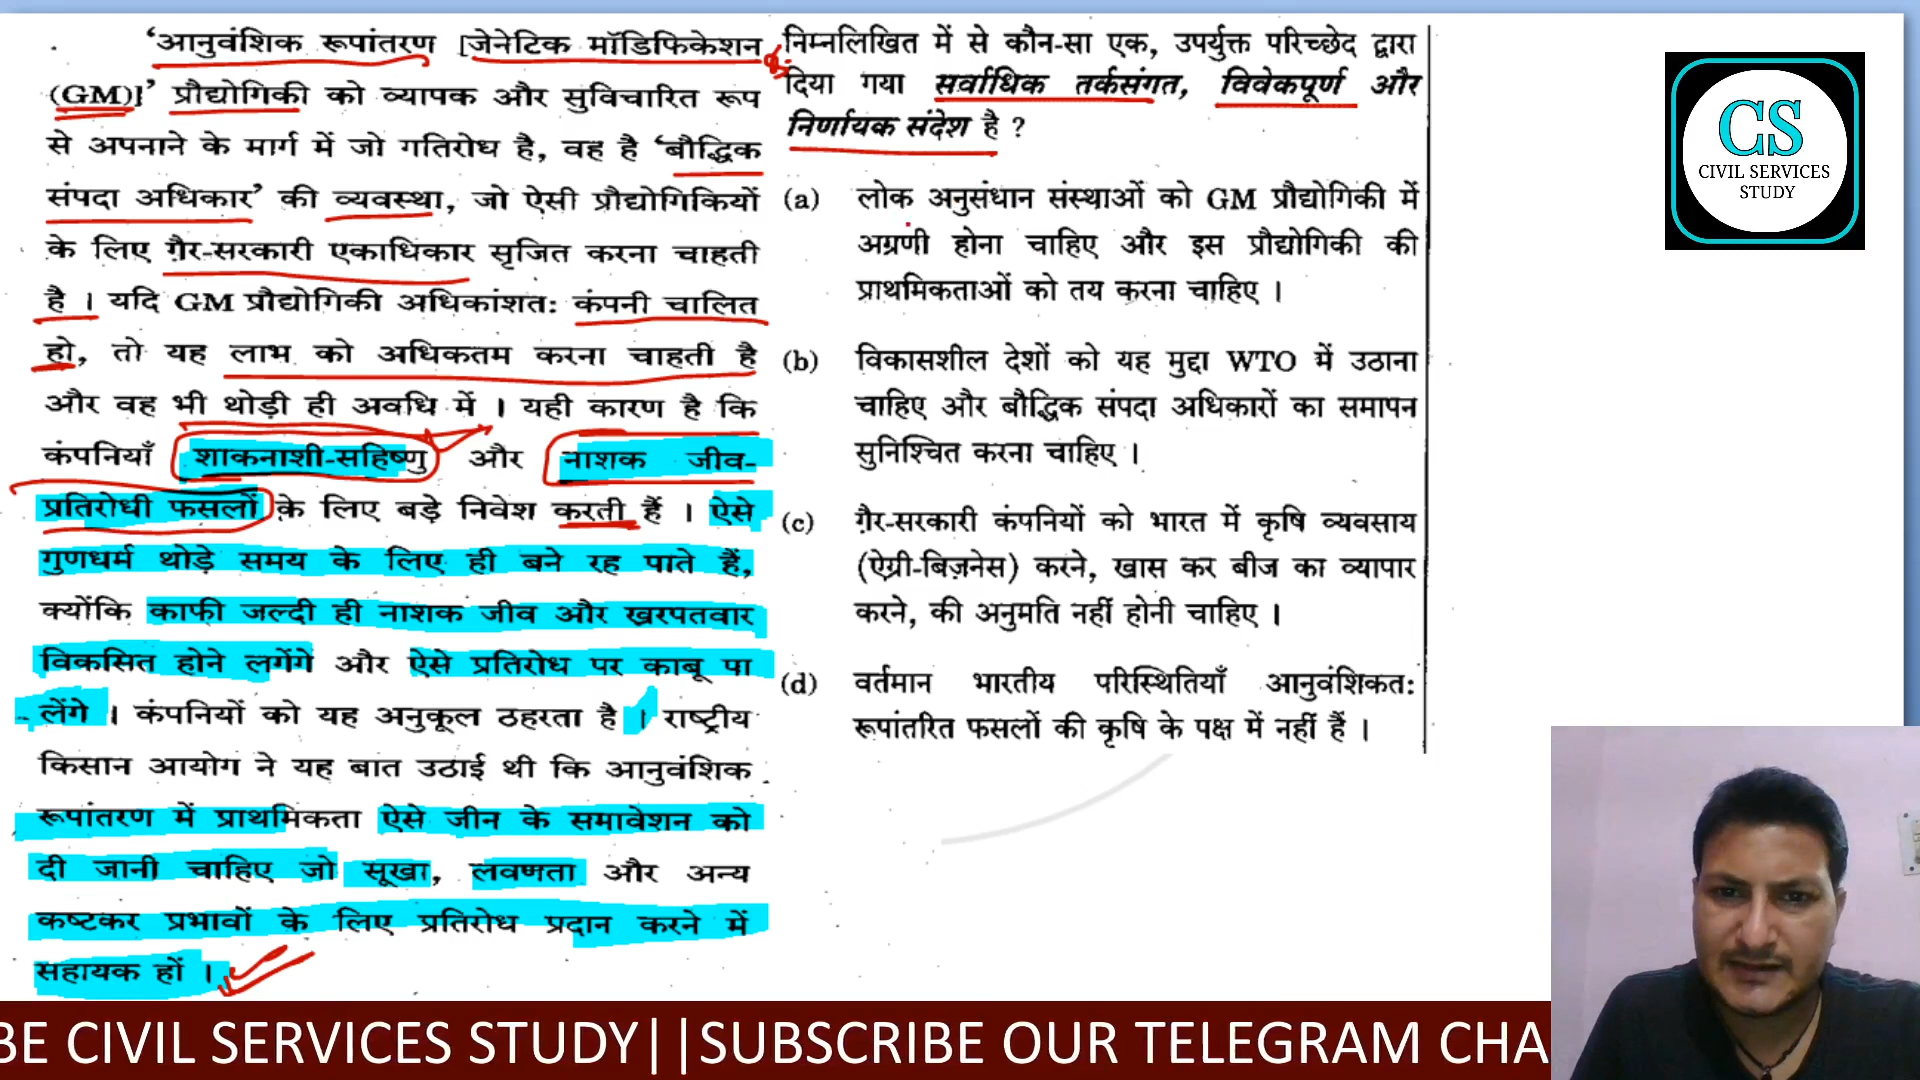 ‘आनुवंशिक रूपांतरण [जेनेटिक मॉडिफिकेशन
(GM)]’ प्रौद्योगिकी को व्यापक और सुविचारित रूप
से अपनाने के मार्ग में जो गतिरोध है, वह है ‘बौद्धिक
संपदा अधिकार’ की व्यवस्था, जो ऐसी प्रौद्योगिकियों
के लिए ग़ैर-सरकारी एकाधिकार सृजित करना चाहती
है । यदि GM प्रौद्योगिकी अधिकांशत: कंपनी चालित
हो, तो यह लाभ को अधिकतम करना चाहती है
और वह भी थोड़ी ही अवधि में । यही कारण है कि
कंपनियाँ शाकनाशी-सहिष्णु और नाशक जीव-
प्रतिरोधी फसलों के लिए बड़े निवेश करती हैं । ऐसे
गुणधर्म थोड़े समय के लिए ही बने रह पाते हैं,
क्योंकि काफी जल्दी ही नाशक जीव और खरपतवार
विकसित होने लगेंगे और ऐसे प्रतिरोध पर काबू पा
लेंगे । कंपनियों को यह अनुकूल ठहरता है । राष्ट्रीय
किसान आयोग ने यह बात उठाई थी कि आनुवंशिक
रूपांतरण में प्राथमिकता ऐसे जीन के समावेशन को
दी जानी चाहिए जो सूखा, लवणता और अन्य
कष्टकर प्रभावों के लिए प्रतिरोध प्रदान करने में
सहायक हों ।
निम्नलिखित में से कौन-सा एक, उपर्युक्त परिच्छेद द्वारा
दिया गया सर्वाधिक तर्कसंगत, विवेकपूर्ण और
निर्णायक संदेश है ?
(a) लोक अनुसंधान संस्थाओं को GM प्रौद्योगिकी में
अग्रणी होना चाहिए और इस प्रौद्योगिकी की
प्राथमिकताओं को तय करना चाहिए ।
(b) विकासशील देशों को यह मुद्दा WTO में उठाना
चाहिए और बौद्धिक संपदा अधिकारों का समापन
सुनिश्चित करना चाहिए ।
(c) ग़ैर-सरकारी कंपनियों को भारत में कृषि व्यवसाय
(ऐग्री-बिज़नेस) करने, खास कर बीज का व्यापार
करने, की अनुमति नहीं होनी चाहिए ।
(d) वर्तमान भारतीय परिस्थितियाँ आनुवंशिकत:
रूपांतरित फसलों की कृषि के पक्ष में नहीं हैं ।
CS
CIVIL SERVICES
STUDY
BE CIVIL SERVICES STUDY||SUBSCRIBE OUR TELEGRAM CHA